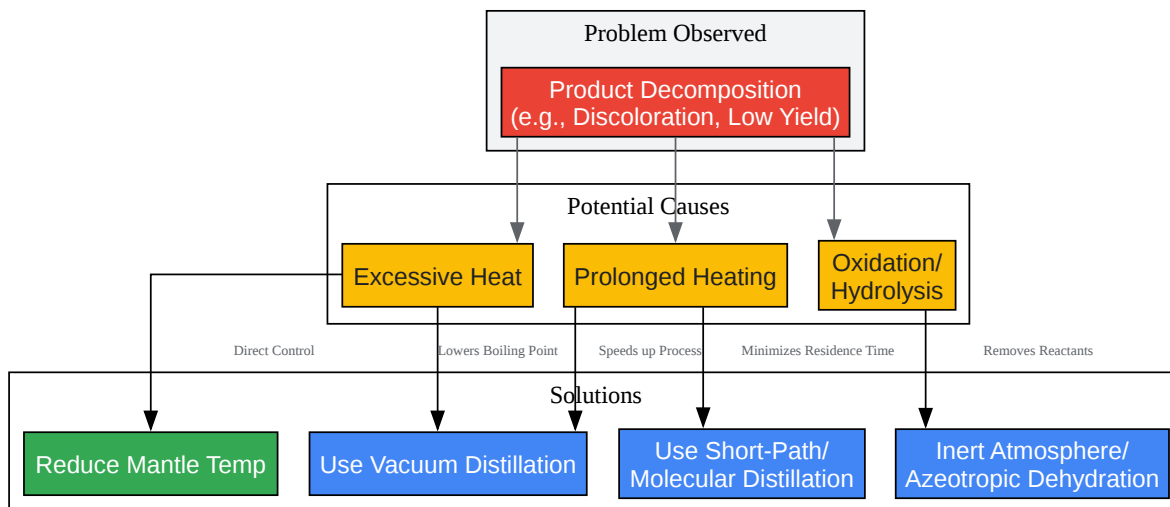 Problem Observed
Product Decomposition
(e.g., Discoloration, Low Yield)
Potential Causes
Excessive Heat
Prolonged Heating
Oxidation/
Hydrolysis
Direct Control
Lowers Boiling Point
Speeds up Process
Minimizes Residence Time
Removes Reactants
Solutions
Reduce Mantle Temp
Use Vacuum Distillation
Use Short-Path/
Molecular Distillation
Inert Atmosphere/
Azeotropic Dehydration